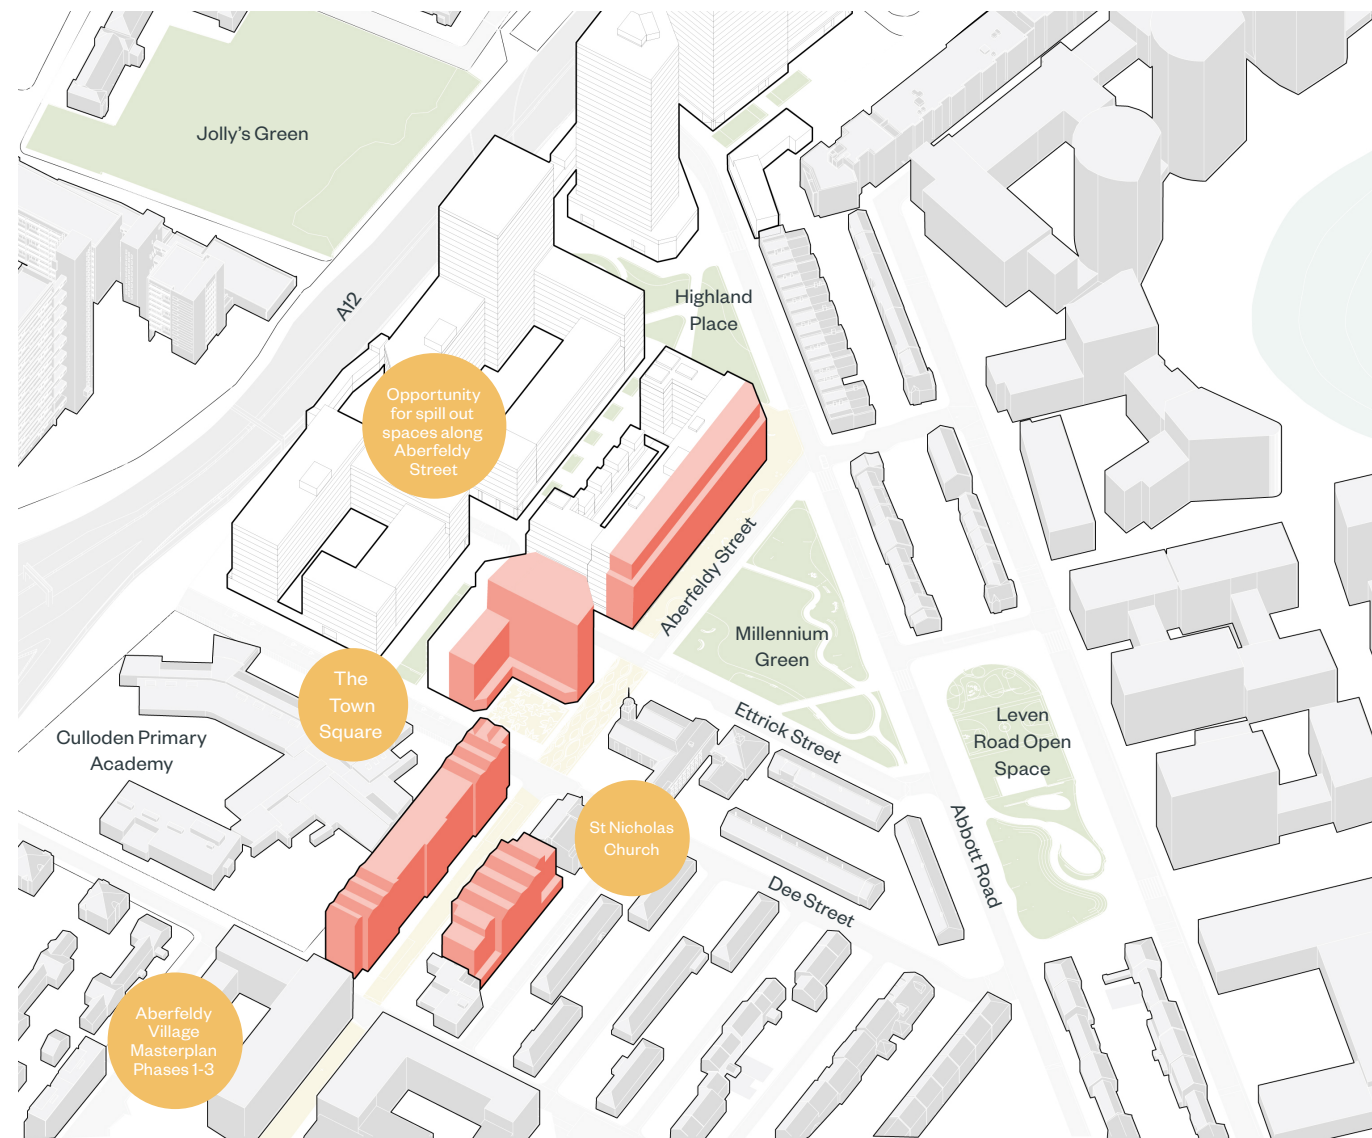 Jolly's Green
A12
Highland
Place
Opportunity
for spill out
spaces along
Aberfeldy
Street
Aberfeldy Street
Millennium
Green
The
Town
Square
Culloden Primary
Academy
Ettrick Street
Leven
Road Open
Space
St Nicholas
Church
Abbott Road
Dee Street
Aberfeldy
Village
Masterplan
Phases 1-3